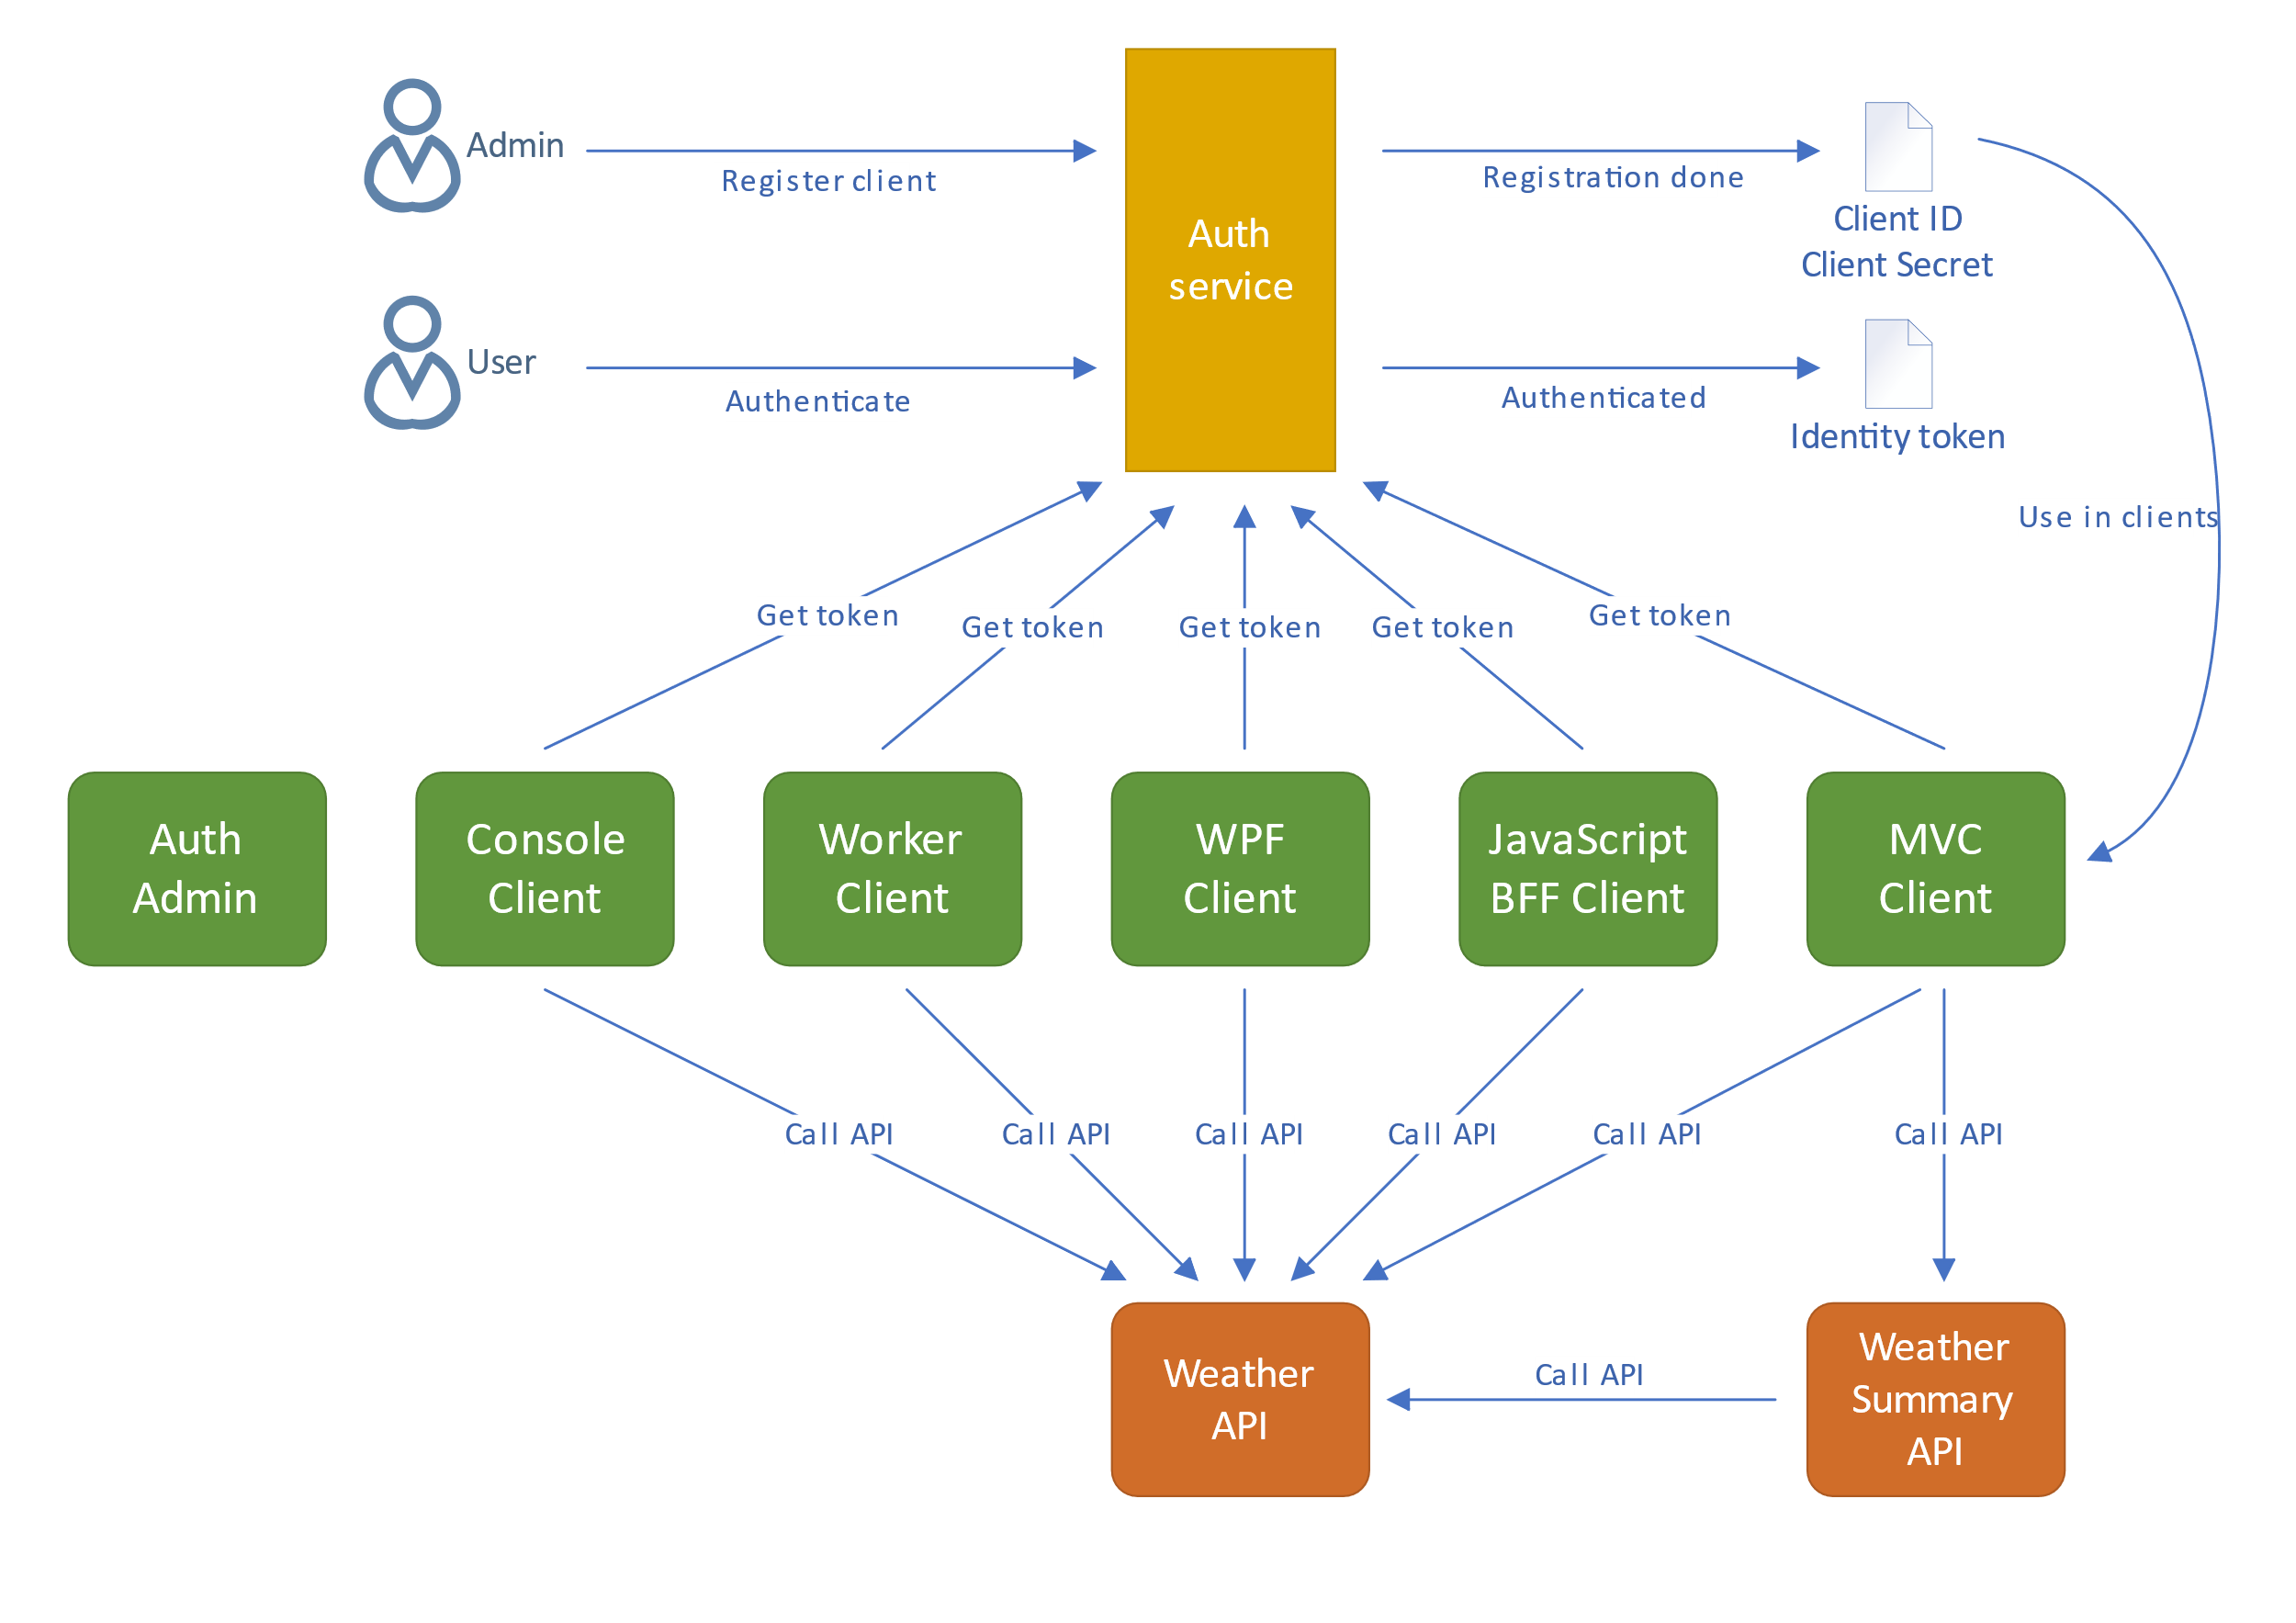 Admin
Register client
Registration done
Client ID
Client Secret
Auth
service
User
Authenticate
Authenticated
Identity token
Use in clients
Get token
Get token
Get token
Get token
Get token
Auth
Admin
Console
Client
Worker
Client
WPF
Client
JavaScript
BFF Client
MVC
Client
Call API
Call API
Call API
Call API
Call API
Call API
Weather
API
Call API
Weather
Summary
API